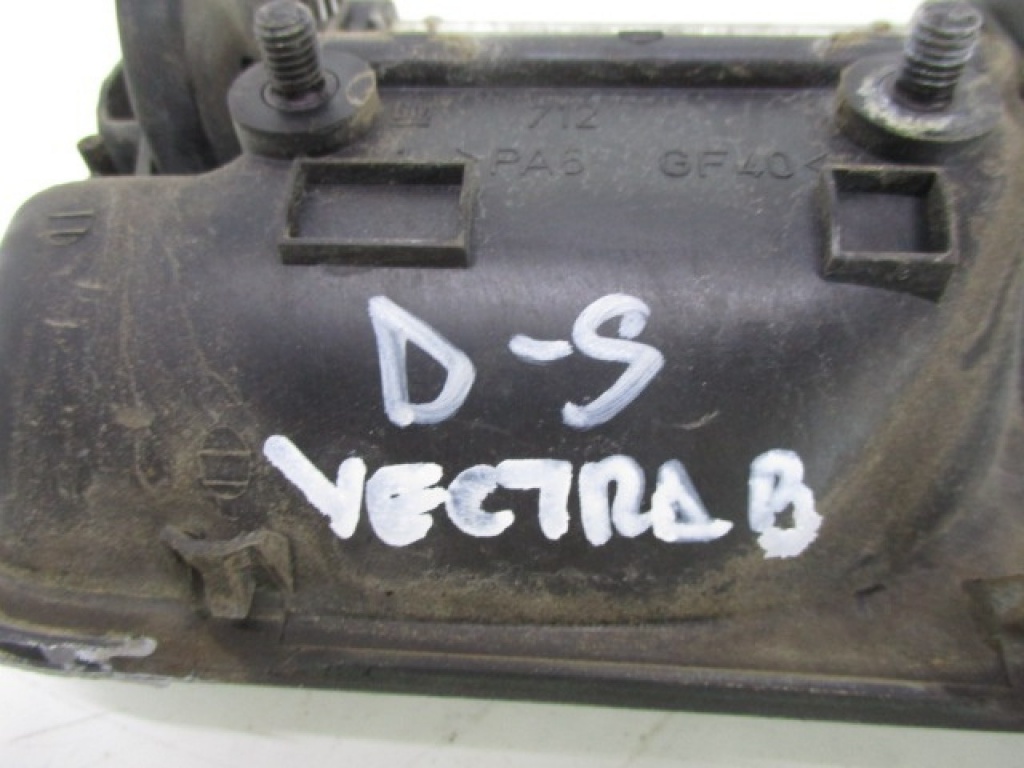 712
>PA6 GF40<
D-S
VECTRA B